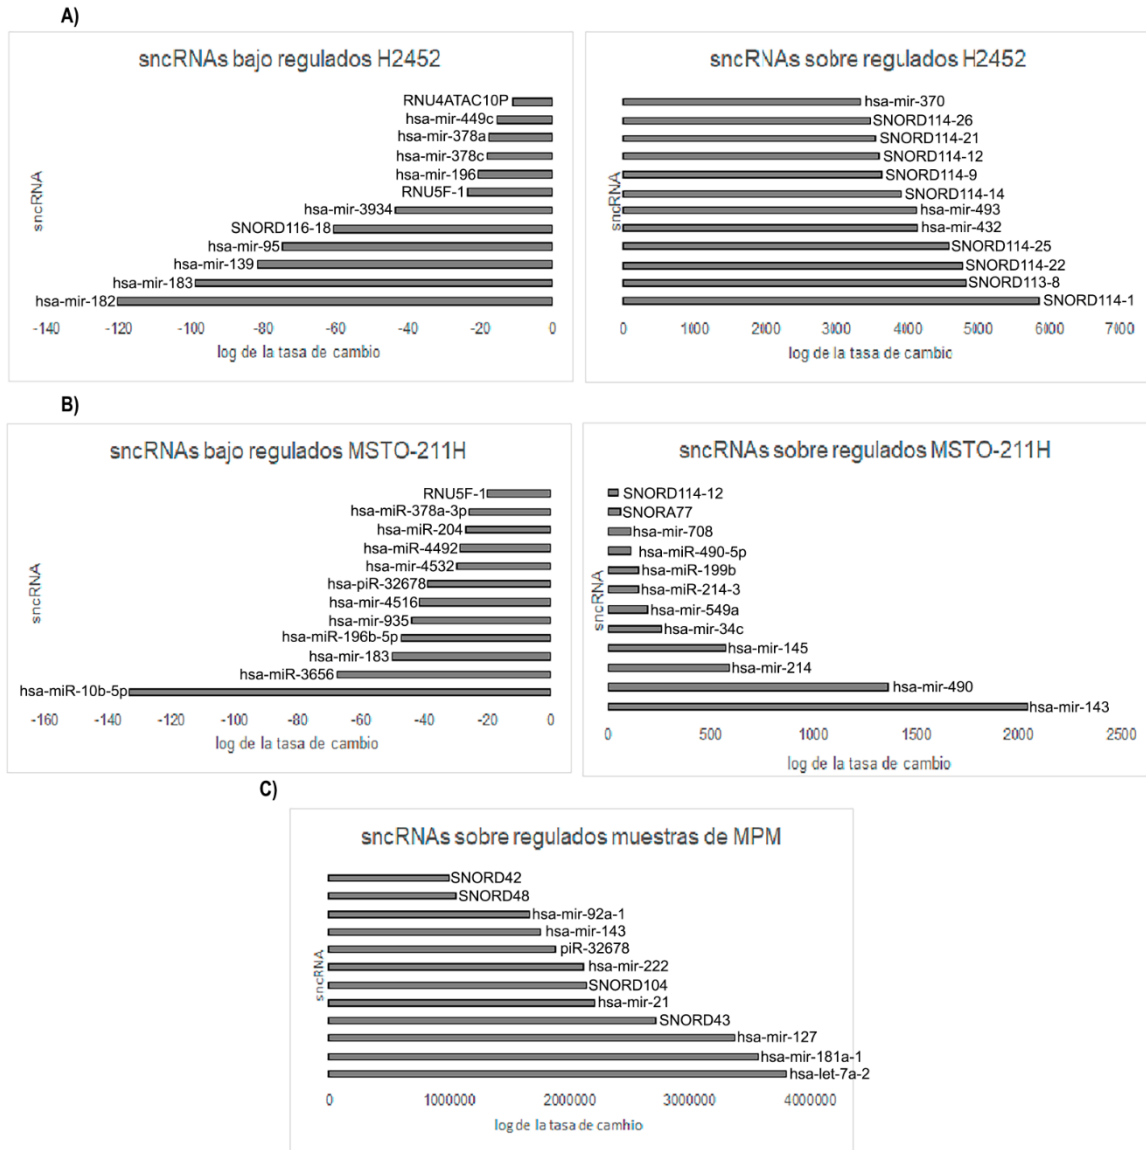 A)
sncRNAs bajo regulados H2452
sncRNA
RNU4ATAC10P
hsa-mir-449c
hsa-mir-378a
hsa-mir-378c
hsa-mir-196
RNU5F-1
hsa-mir-3934
SNORD116-18
hsa-mir-95
hsa-mir-139
hsa-mir-183
hsa-mir-182
-140 -120 -100 -80 -60 -40 -20 0
log de la tasa de cambio
sncRNAs sobre regulados H2452
sncRNA
hsa-mir-370
SNORD114-26
SNORD114-21
SNORD114-12
SNORD114-9
SNORD114-14
hsa-mir-493
hsa-mir-432
SNORD114-25
SNORD114-22
SNORD113-8
SNORD114-1
0 1000 2000 3000 4000 5000 6000 7000
log de la tasa de cambio
B)
sncRNAs bajo regulados MSTO-211H
sncRNA
RNU5F-1
hsa-miR-378a-3p
hsa-miR-204
hsa-miR-4492
hsa-mir-4532
hsa-piR-32678
hsa-mir-4516
hsa-mir-935
hsa-miR-196b-5p
hsa-mir-183
hsa-miR-3656
hsa-miR-10b-5p
-160 -140 -120 -100 -80 -60 -40 -20 0
log de la tasa de cambio
sncRNAs sobre regulados MSTO-211H
sncRNA
SNORD114-12
SNORA77
hsa-mir-708
hsa-miR-490-5p
hsa-miR-199b
hsa-miR-214-3
hsa-mir-549a
hsa-mir-34c
hsa-mir-145
hsa-mir-214
hsa-mir-490
hsa-mir-143
0 500 1000 1500 2000 2500
log de la tasa de cambio
C)
sncRNAs sobre regulados muestras de MPM
sncRNA
SNORD42
SNORD48
hsa-mir-92a-1
hsa-mir-143
piR-32678
hsa-mir-222
SNORD104
hsa-mir-21
SNORD43
hsa-mir-127
hsa-mir-181a-1
hsa-let-7a-2
0 1000000 2000000 3000000 4000000
log de la tasa de camhio